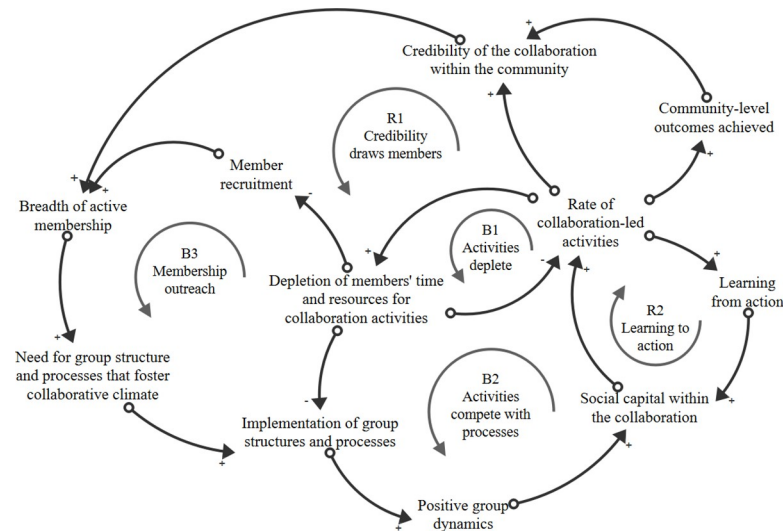 Credibility of the collaboration
within the community
Community-level
outcomes achieved
R1
Credibility
draws members
Member
recruitment
Breadth of active
membership
Rate of
collaboration-led
activities
B1
Activities
deplete
B3
Membership
outreach
Depletion of members' time
and resources for
collaboration activities
Learning
from action
R2
Learning to
action
Need for group structure
and processes that foster
collaborative climate
B2
Activities
compete with
processes
Social capital within
the collaboration
Implementation of group
structures and processes
Positive group
dynamics